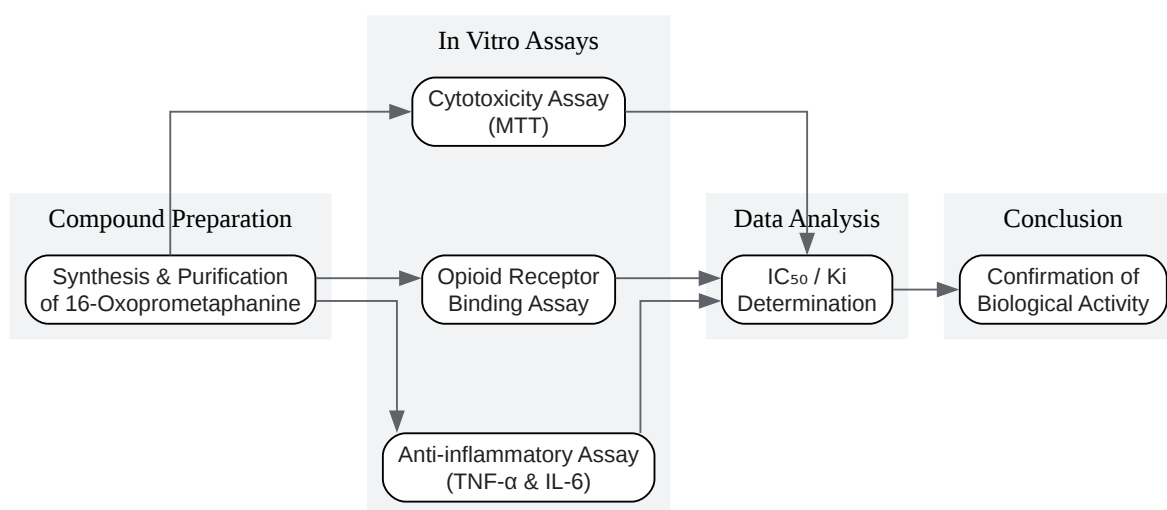 In Vitro Assays
Cytotoxicity Assay
(MTT)
Compound Preparation
Synthesis & Purification
of 16-Oxoprometaphanine
Opioid Receptor
Binding Assay
Anti-inflammatory Assay
(TNF-α & IL-6)
Data Analysis
IC₅₀ / Ki
Determination
Conclusion
Confirmation of
Biological Activity